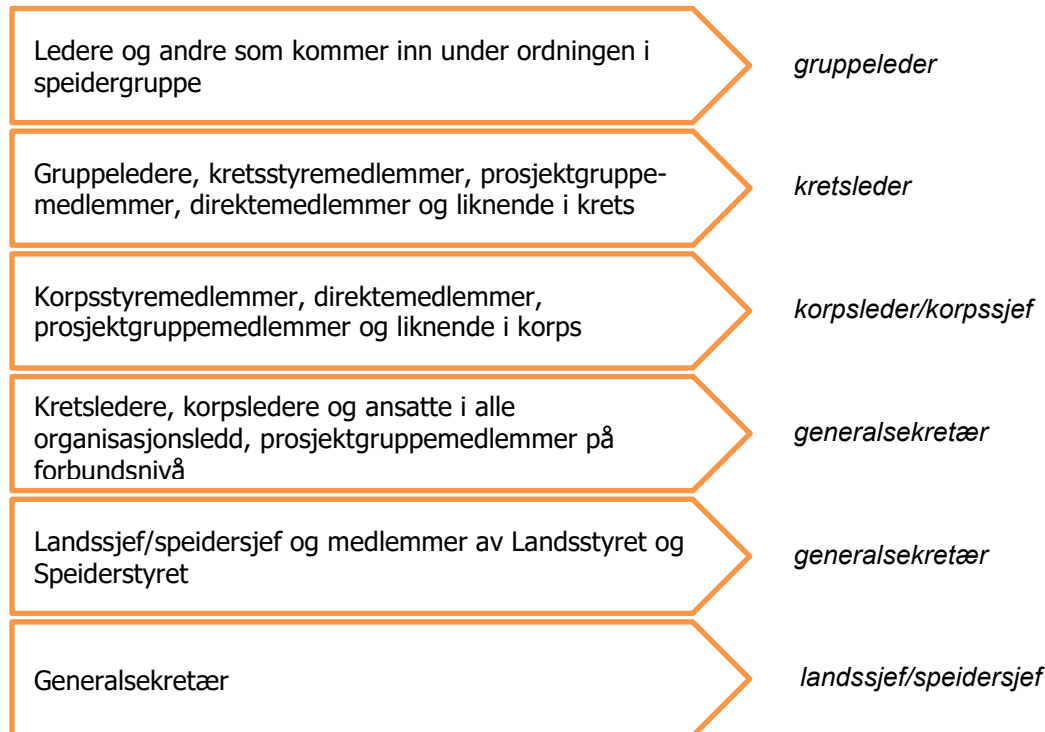 Ledere og andre som kommer inn under ordningen i
speidergruppe
gruppeleder
Gruppeledere, kretsstyremedlemmer, prosjektgruppe-
medlemmer, direktemedlemmer og liknende i krets
kretsleder
Korpsstyremedlemmer, direktemedlemmer,
prosjektgruppemedlemmer og liknende i korps
korpsleder/korpssjef
Kretsledere, korpsledere og ansatte i alle
organisasjonsledd, prosjektgruppemedlemmer på
forbundsnivå
generalsekretær
Landssjef/speidersjef og medlemmer av Landsstyret og
Speiderstyret
generalsekretær
Generalsekretær
landssjef/speidersjef